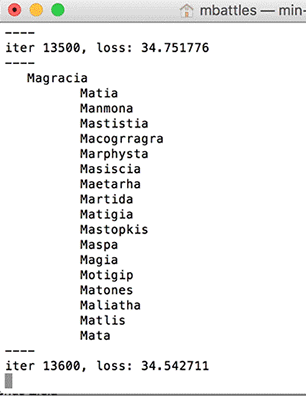 mbattles — min-
----
iter 13500, loss: 34.751776
----
Magracia
Matia
Manmona
Mastistia
Macogrragra
Marphysta
Masiscia
Maetarha
Martida
Matigia
Mastopkis
Maspa
Magia
Motigip
Matones
Maliatha
Matlis
Mata
----
iter 13600, loss: 34.542711